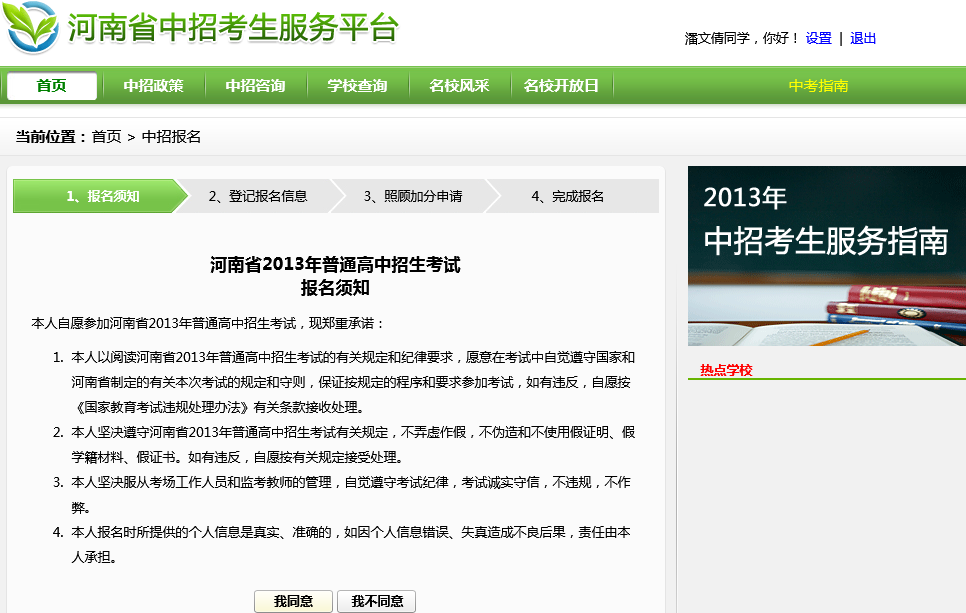 河南省中招考生服务平台
潘文倩同学，你好！ 设置 | 退出
首页 中招政策 中招咨询 学校查询 名校风采 名校开放日 中考指南
当前位置：首页 > 中招报名
1、报名须知 2、登记报名信息 3、照顾加分申请 4、完成报名
2013年
中招考生服务指南
热点学校
河南省2013年普通高中招生考试
报名须知
本人自愿参加河南省2013年普通高中招生考试，现郑重承诺：
1. 本人以阅读河南省2013年普通高中招生考试的有关规定和纪律要求，愿意在考试中自觉遵守国家和
河南省制定的有关本次考试的规定和守则，保证按规定的程序和要求参加考试，如有违反，自愿按
《国家教育考试违规处理办法》有关条款接收处理。
2. 本人坚决遵守河南省2013年普通高中招生考试有关规定，不弄虚作假，不伪造和不使用假证明、假
学籍材料、假证书。如有违反，自愿按有关规定接受处理。
3. 本人坚决服从考场工作人员和监考教师的管理，自觉遵守考试纪律，考试诚实守信，不违规，不作
弊。
4. 本人报名时所提供的个人信息是真实、准确的，如因个人信息错误、失真造成不良后果，责任由本
人承担。
我同意 我不同意